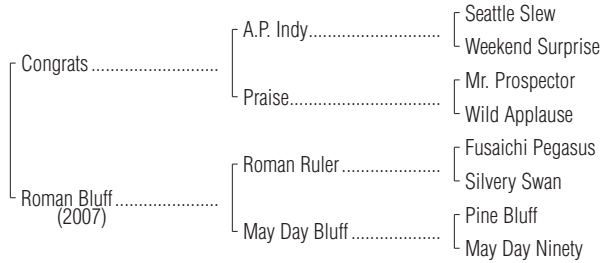 Seattle Slew
A.P. Indy
Weekend Surprise
Congrats
Mr. Prospector
Praise
Wild Applause
Fusaichi Pegasus
Roman Ruler
Silvery Swan
Roman Bluff
(2007)
Pine Bluff
May Day Bluff
May Day Ninety